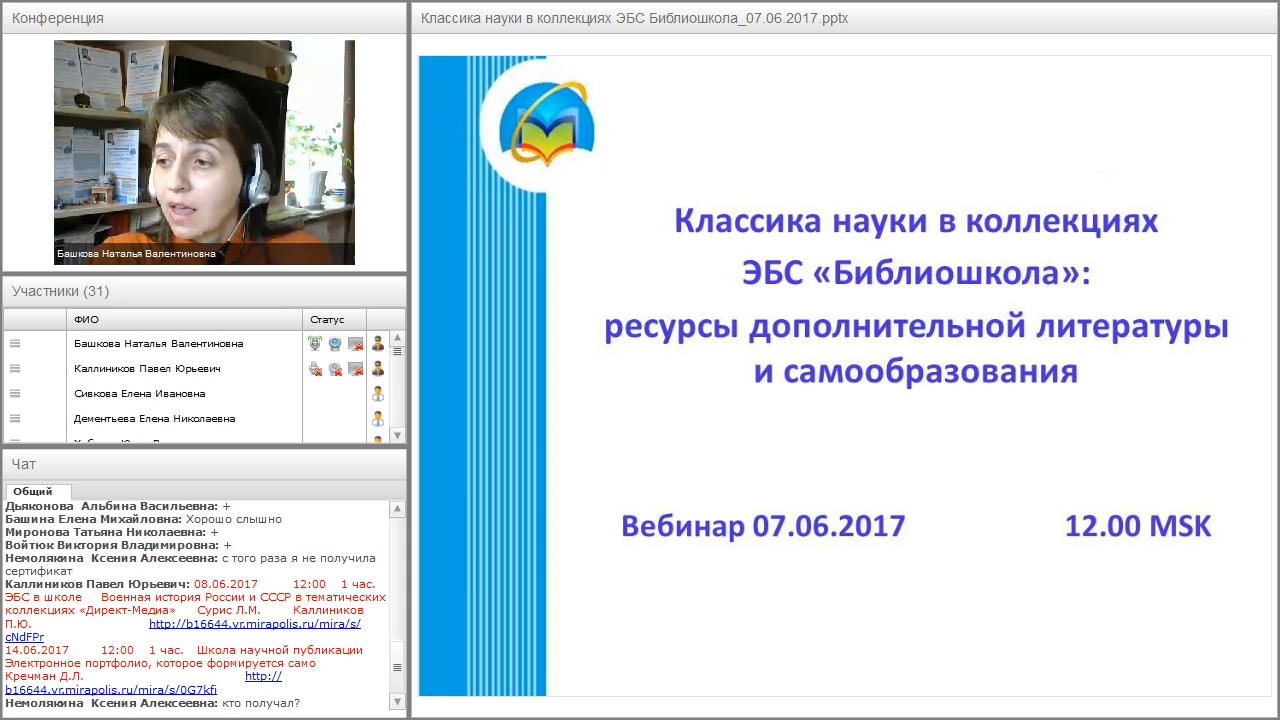 Конференция
Башкова Наталья Валентиновна
Участники (31)
ФИО Статус
Башкова Наталья Валентиновна
Каллиников Павел Юрьевич
Сивкова Елена Ивановна
Дементьева Елена Николаевна
Чат
Общий
Дьяконова Альбина Васильевна: +
Башина Елена Михайловна: Хорошо слышно
Миронова Татьяна Николаевна: +
Войтюк Виктория Владимировна: +
Немолякина Ксения Алексеевна: с того раза я не получила
сертификат
Каллиников Павел Юрьевич: 08.06.2017 12:00 1 час.
ЭБС в школе Военная история России и СССР в тематических
коллекциях «Директ-Медиа» Сурис Л.М. Каллиников
П.Ю. http://b16644.vr.mirapolis.ru/mira/s/
cNdFPr
14.06.2017 12:00 1 час. Школа научной публикации
Электронное портфолио, которое формируется само
Кречман Д.Л. http://
b16644.vr.mirapolis.ru/mira/s/0G7kfi
Немолякина Ксения Алексеевна: кто получал?
Классика науки в коллекциях ЭБС Библиошкола_07.06.2017.pptx
Классика науки в коллекциях
ЭБС «Библиошкола»:
ресурсы дополнительной литературы
и самообразования
Вебинар 07.06.2017 12.00 MSK